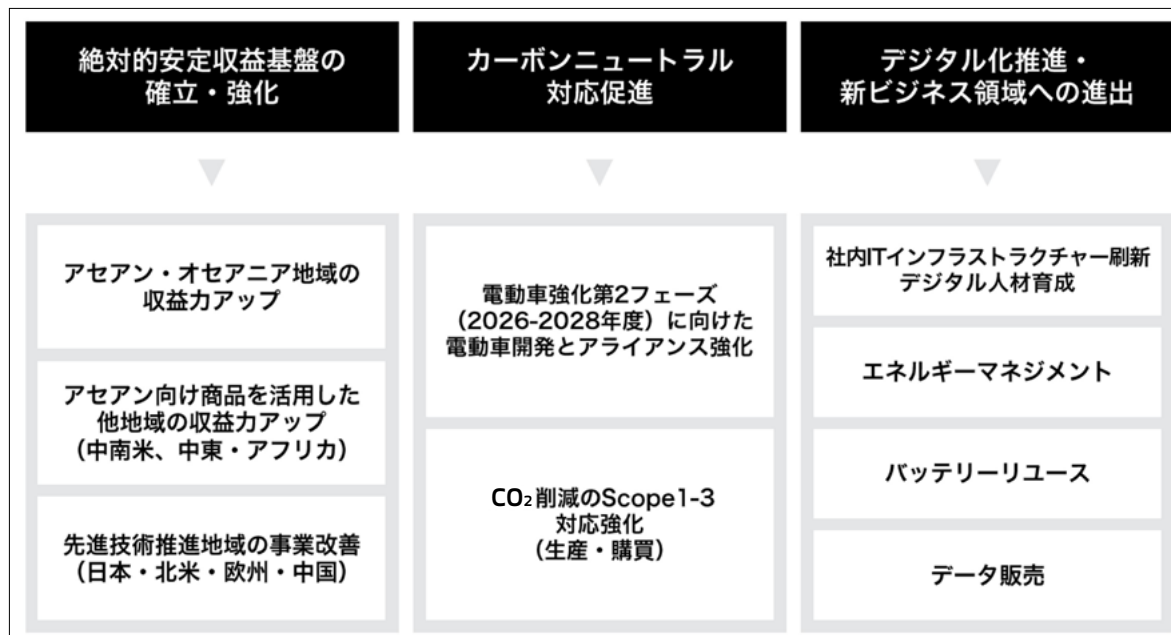 絶対的安定収益基盤の
確立・強化
アセアン・オセアニア地域の
収益力アップ
アセアン向け商品を活用した
他地域の収益力アップ
（中南米、中東・アフリカ）
先進技術推進地域の事業改善
（日本・北米・欧州・中国）
カーボンニュートラル
対応促進
電動車強化第2フェーズ
（2026-2028年度）に向けた
電動車開発とアライアンス強化
CO₂削減のScope1-3
対応強化
（生産・購買）
デジタル化推進・
新ビジネス領域への進出
社内ITインフラストラクチャー刷新
デジタル人材育成
エネルギーマネジメント
バッテリーリユース
データ販売